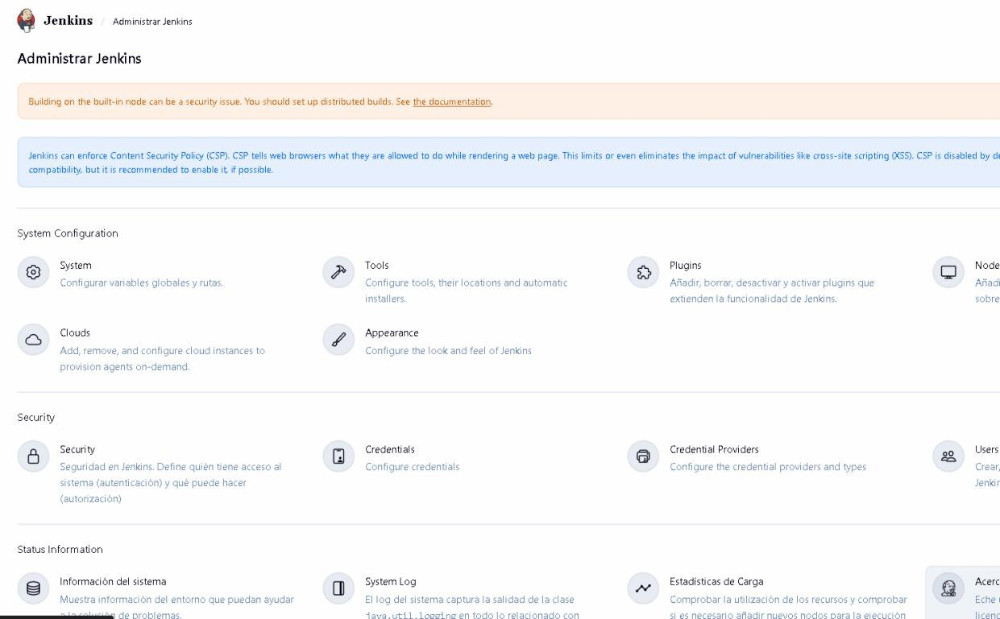 Jenkins / Administrar Jenkins
Administrar Jenkins
Building on the built-in node can be a security issue. You should set up distributed builds. See the documentation.
Jenkins can enforce Content Security Policy (CSP). CSP tells web browsers what they are allowed to do while rendering a web page. This limits or even eliminates the impact of vulnerabilities like cross-site scripting (XSS). CSP is disabled by de
compatibility, but it is recommended to enable it, if possible.
System Configuration
System
Configurar variables globales y rutas.
Tools
Configure tools, their locations and automatic
installers.
Plugins
Añadir, borrar, desactivar y activar plugins que
extienden la funcionalidad de Jenkins.
Node
Añadi
sobre
Clouds
Add, remove, and configure cloud instances to
provision agents on-demand.
Appearance
Configure the look and feel of Jenkins
Security
Security
Seguridad en Jenkins. Define quién tiene acceso al
sistema (autenticación) y qué puede hacer
(autorización)
Credentials
Configure credentials
Credential Providers
Configure the credential providers and types
Users
Crear,
Jenkin
Status Information
Información del sistema
Muestra información del entorno que puedan ayudar
a la solución de problemas.
System Log
El log del sistema captura la salidad de la clase
java.util.logging en todo lo relacionado con
Estadísticas de Carga
Comprobar la utilización de los recursos y comprobar
si es necesario añadir nuevos nodos para la ejecución
Acerc
Eche
licenc